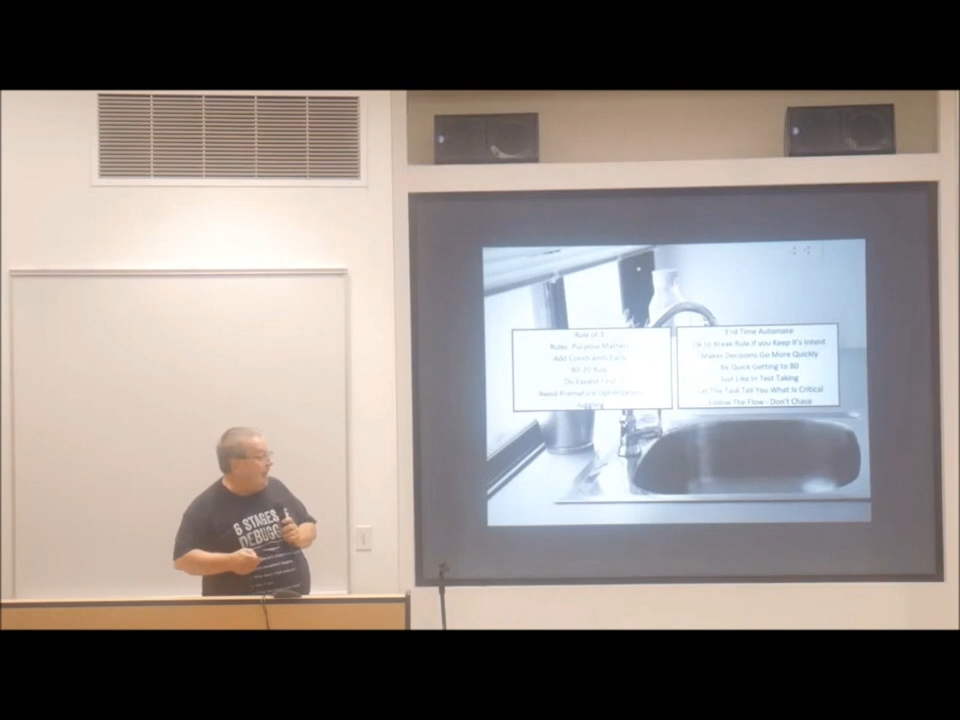 6 STAGES
DEBUGG
Rule of 3
Rules: Purpose Matters
Add Constraints Early
80-20 Rule
Do Easiest First
Avoid Premature Optimization
Juggling
3rd Time Automate
Ok to Break Rule if you Keep It's Intent
Makes Decisions Go More Quickly
Be Quick Getting to 80
Just Like In Test Taking
Let The Task Tell You What Is Critical
Follow The Flow - Don't Chase